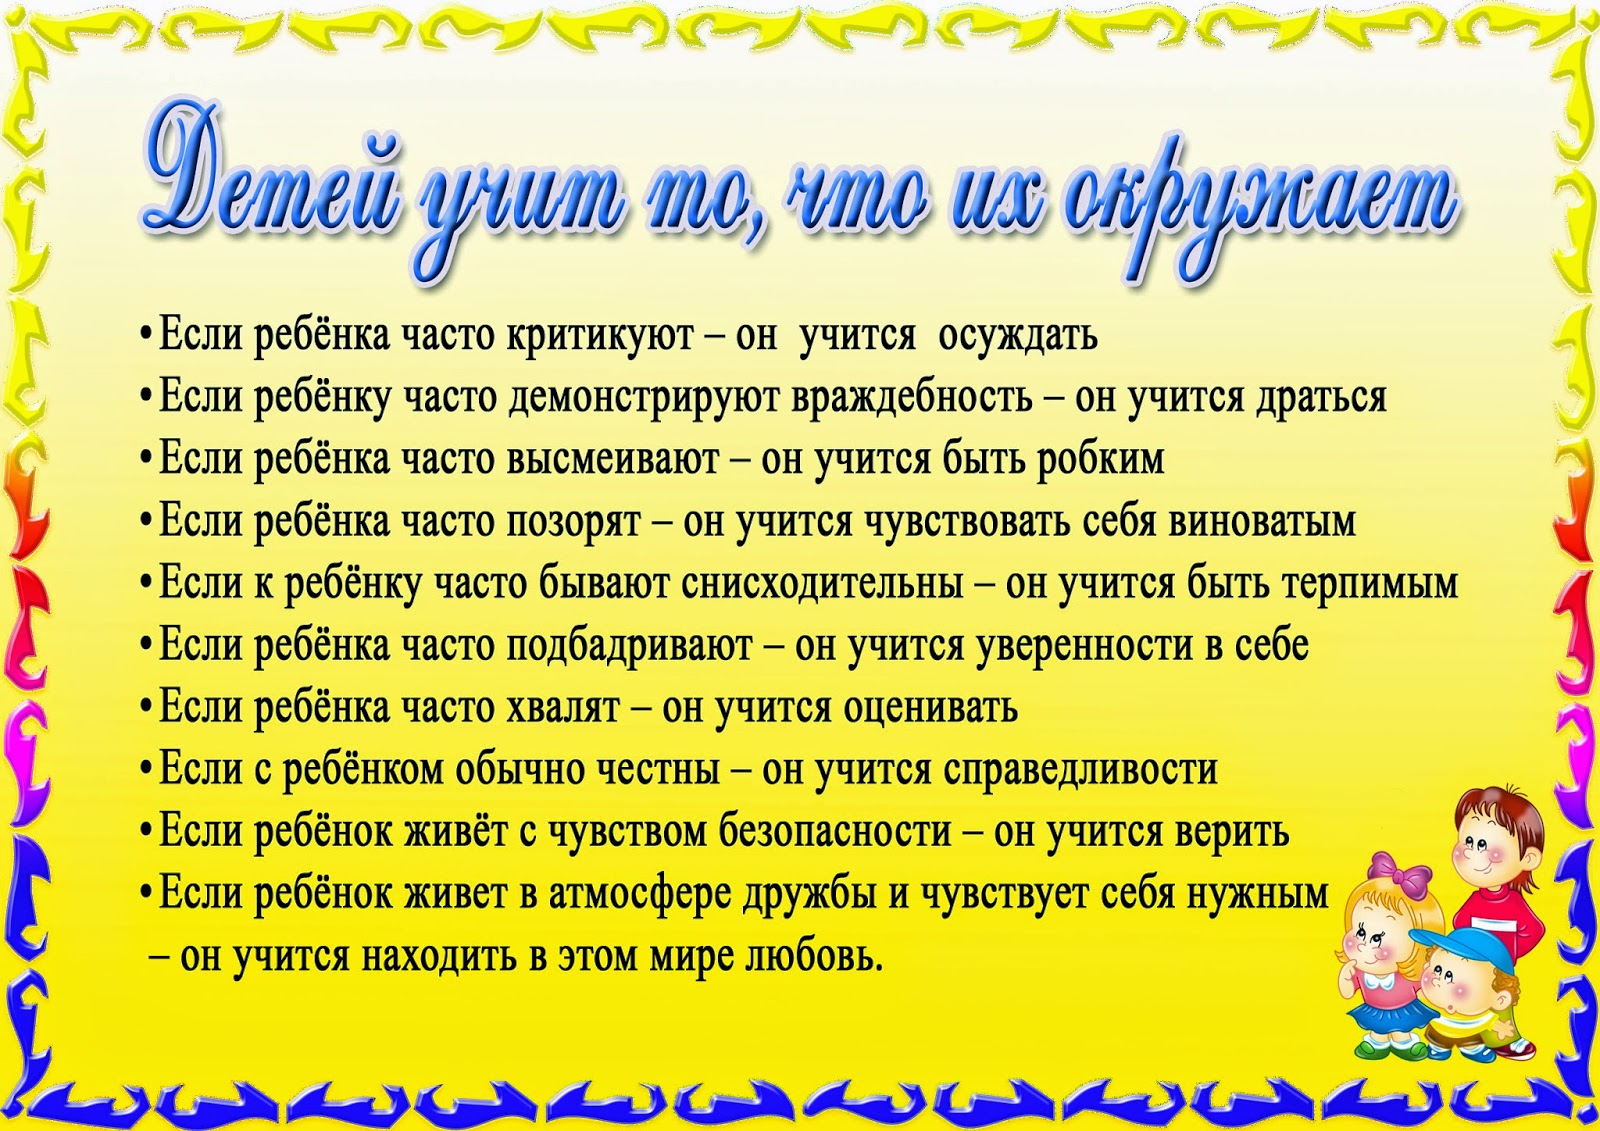 Детей учит то, что их окружает
•Если ребёнка часто критикуют – он учится осуждать
•Если ребёнку часто демонстрируют враждебность – он учится драться
•Если ребёнка часто высмеивают – он учится быть робким
•Если ребёнка часто позорят – он учится чувствовать себя виноватым
•Если к ребёнку часто бывают снисходительны – он учится быть терпимым
•Если ребёнка часто подбадривают – он учится уверенности в себе
•Если ребёнка часто хвалят – он учится оценивать
•Если с ребёнком обычно честны – он учится справедливости
•Если ребёнок живёт с чувством безопасности – он учится верить
•Если ребёнок живет в атмосфере дружбы и чувствует себя нужным
– он учится находить в этом мире любовь.